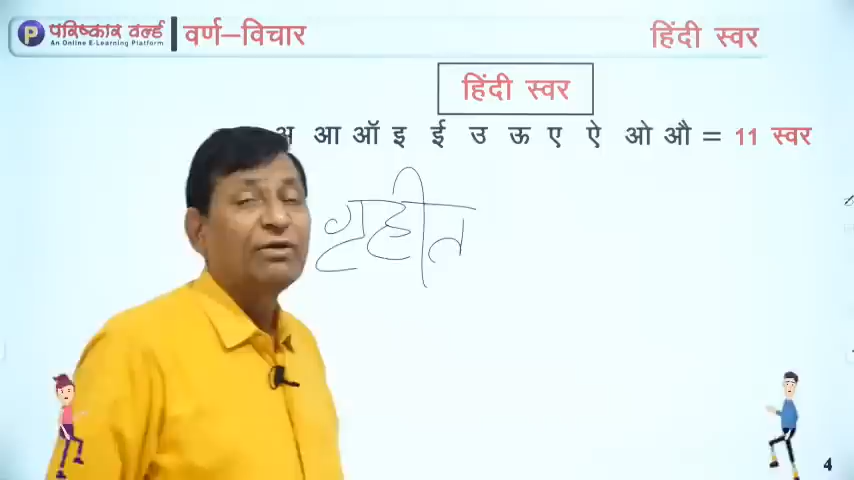 परिष्कार वर्ल्ड
An Online E-Learning Platform
वर्ण–विचार
हिंदी स्वर
हिंदी स्वर
अ आ ऑ इ ई उ ऊ ए ऐ ओ औ = 11 स्वर
गृहीत
4